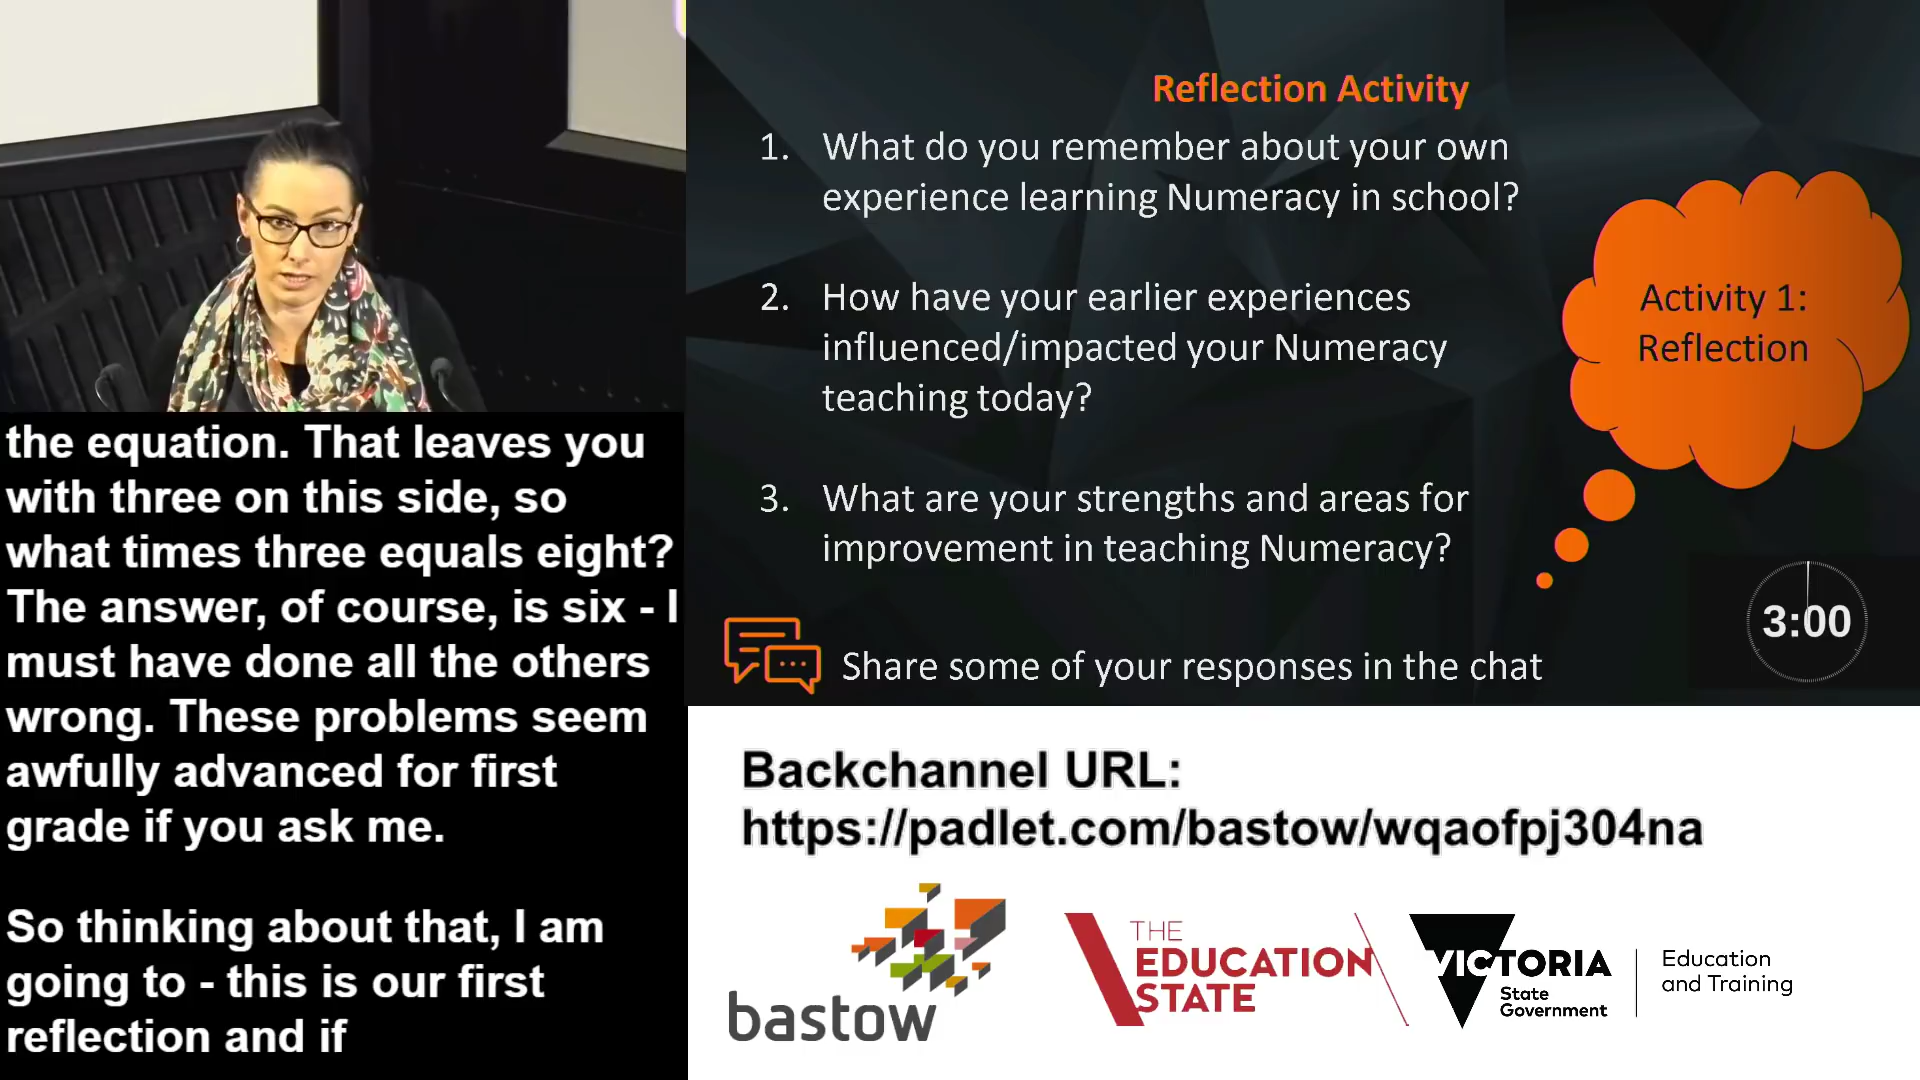 the equation. That leaves you
with three on this side, so
what times three equals eight?
The answer, of course, is six - I
must have done all the others
wrong. These problems seem
awfully advanced for first
grade if you ask me.
So thinking about that, I am
going to - this is our first
reflection and if
Reflection Activity
1. What do you remember about your own
experience learning Numeracy in school?
2. How have your earlier experiences
influenced/impacted your Numeracy
teaching today?
3. What are your strengths and areas for
improvement in teaching Numeracy?
Share some of your responses in the chat
Activity 1:
Reflection
3:00
Backchannel URL:
https://padlet.com/bastow/wqaofpj304na
bastow
THE
EDUCATION
STATE
VICTORIA
State
Government
Education
and Training